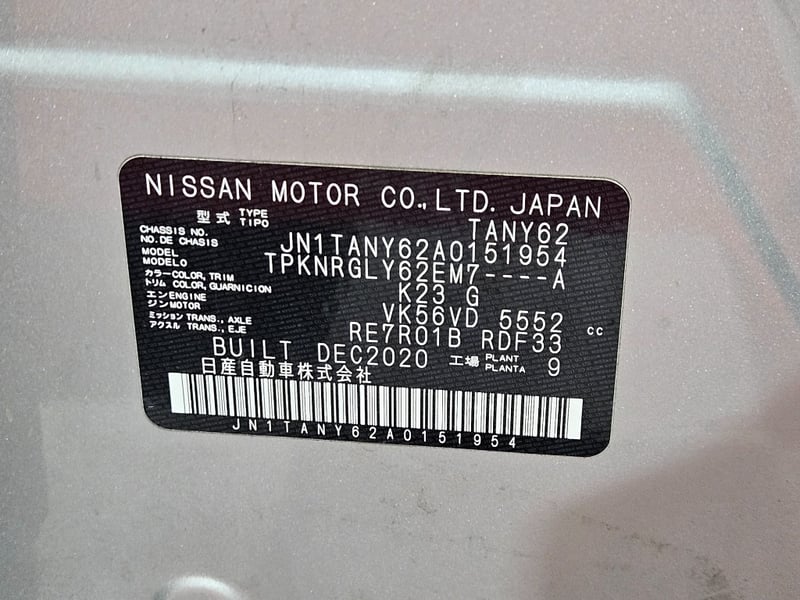 NISSAN MOTOR CO.,LTD. JAPAN
型式 TYPE TIPO TANY62
CHASSIS NO. NO. DE CHASIS JN1TANY62A0151954
MODEL MODELO TPKNRGLY62EM7----A
カラー COLOR, TRIM トリム COLOR, GUARNICION K23 G
エンジン ENGINE MOTOR VK56VD 5552 cc
ミッション TRANS., AXLE アクスル TRANS., EJE RE7R01B RDF33
BUILT DEC2020 工場 PLANT PLANTA 9
日産自動車株式会社
JN1TANY62A0151954